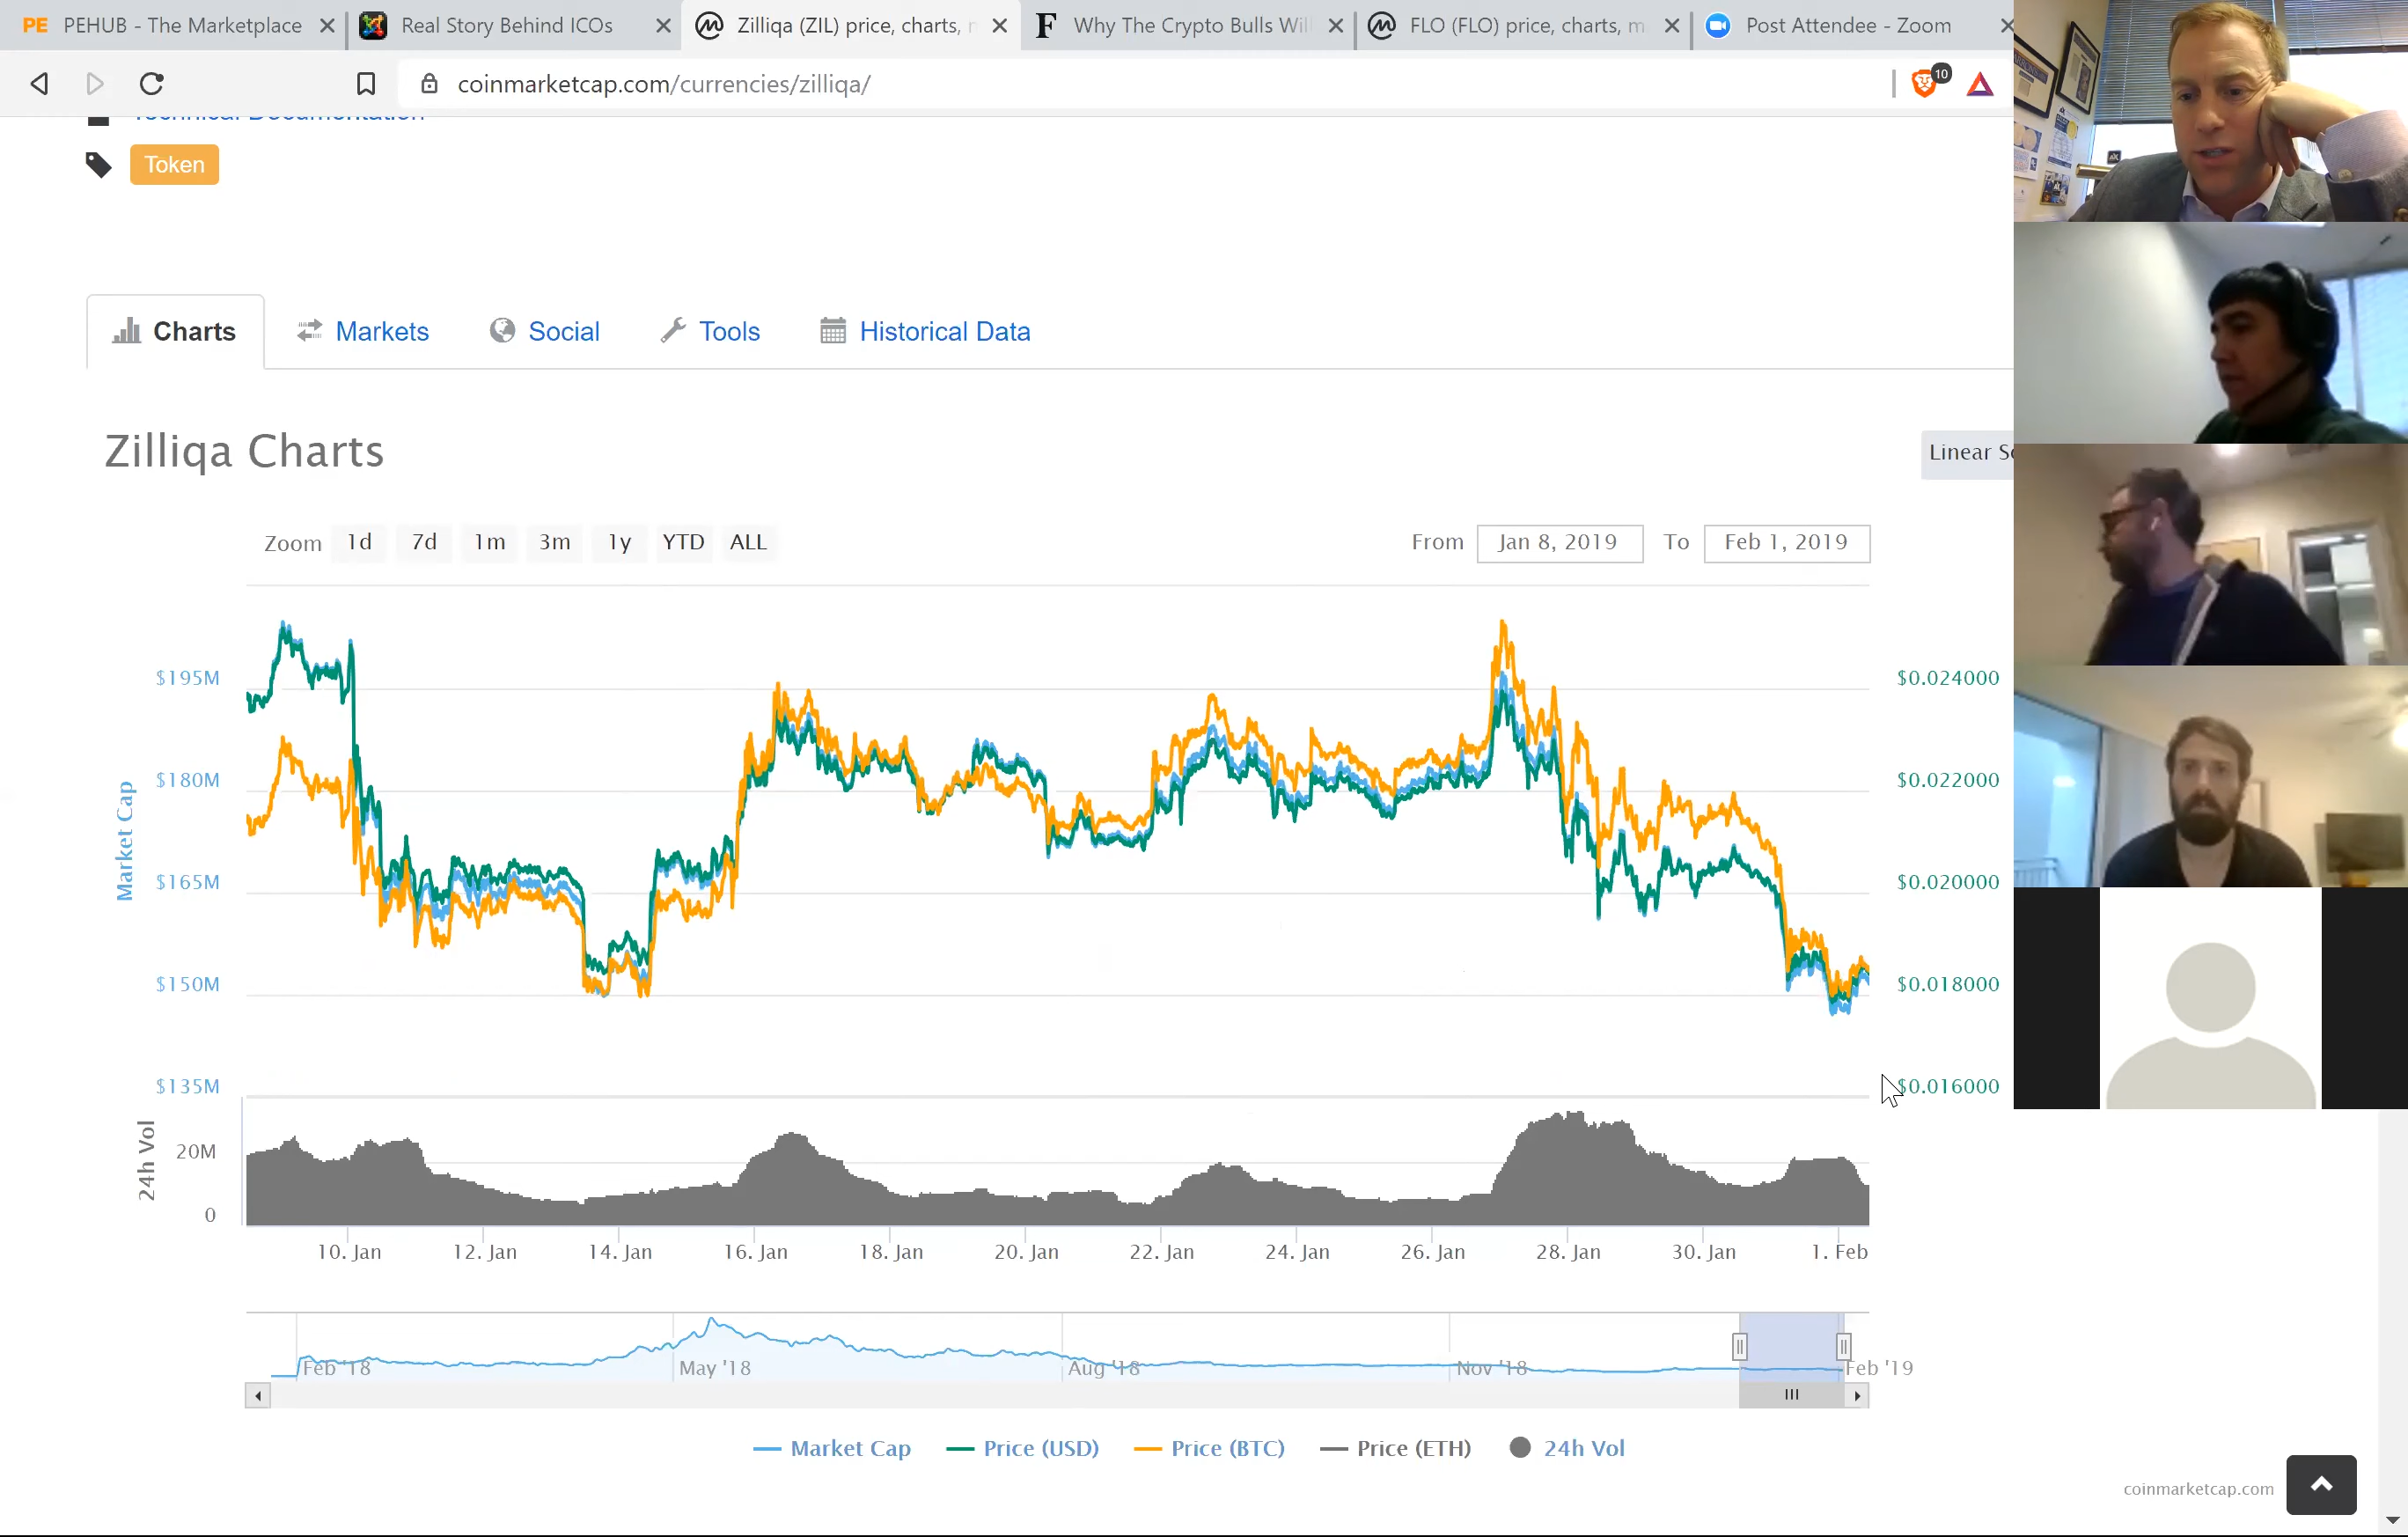 PE PEHUB - The Marketplace
Real Story Behind ICOs
Zilliqa (ZIL) price, charts,
F Why The Crypto Bulls Wil
FLO (FLO) price, charts, m
Post Attendee - Zoom
coinmarketcap.com/currencies/zilliqa/
10
Technical Documentation
Token
Charts
Markets
Social
Tools
Historical Data
Zilliqa Charts
Linear Sc
Zoom 1d 7d 1m 3m 1y YTD ALL
From Jan 8, 2019 To Feb 1, 2019
Market Cap
$195M
$180M
$165M
$150M
$135M
$0.024000
$0.022000
$0.020000
$0.018000
$0.016000
24h Vol
20M
0
10. Jan 12. Jan 14. Jan 16. Jan 18. Jan 20. Jan 22. Jan 24. Jan 26. Jan 28. Jan 30. Jan 1. Feb
Feb '18 May '18 Aug '18 Nov '18 Feb '19
Market Cap Price (USD) Price (BTC) Price (ETH) 24h Vol
coinmarketcap.com